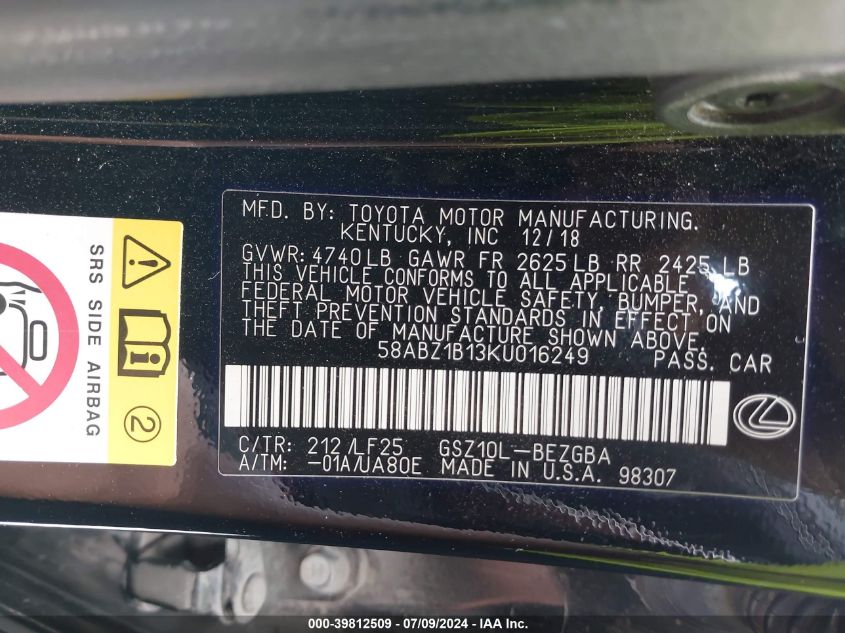 MFD. BY: TOYOTA MOTOR MANUFACTURING.
KENTUCKY, INC 12/18
GVWR: 4740LB GAWR FR 2625LB RR 2425 LB
THIS VEHICLE CONFORMS TO ALL APPLICABLE
FEDERAL MOTOR VEHICLE SAFETY, BUMPER, AND
THEFT PREVENTION STANDARDS IN EFFECT ON
THE DATE OF MANUFACTURE SHOWN ABOVE.
58ABZ1B13KU016249 PASS. CAR
C/TR: 212/LF25 GSZ10L-BEZGBA
A/TM: -01A/UA80E MADE IN U.S.A. 98307
SRS SIDE AIRBAG
2
000-39812509 / 07/09/2024 - IAA Inc.